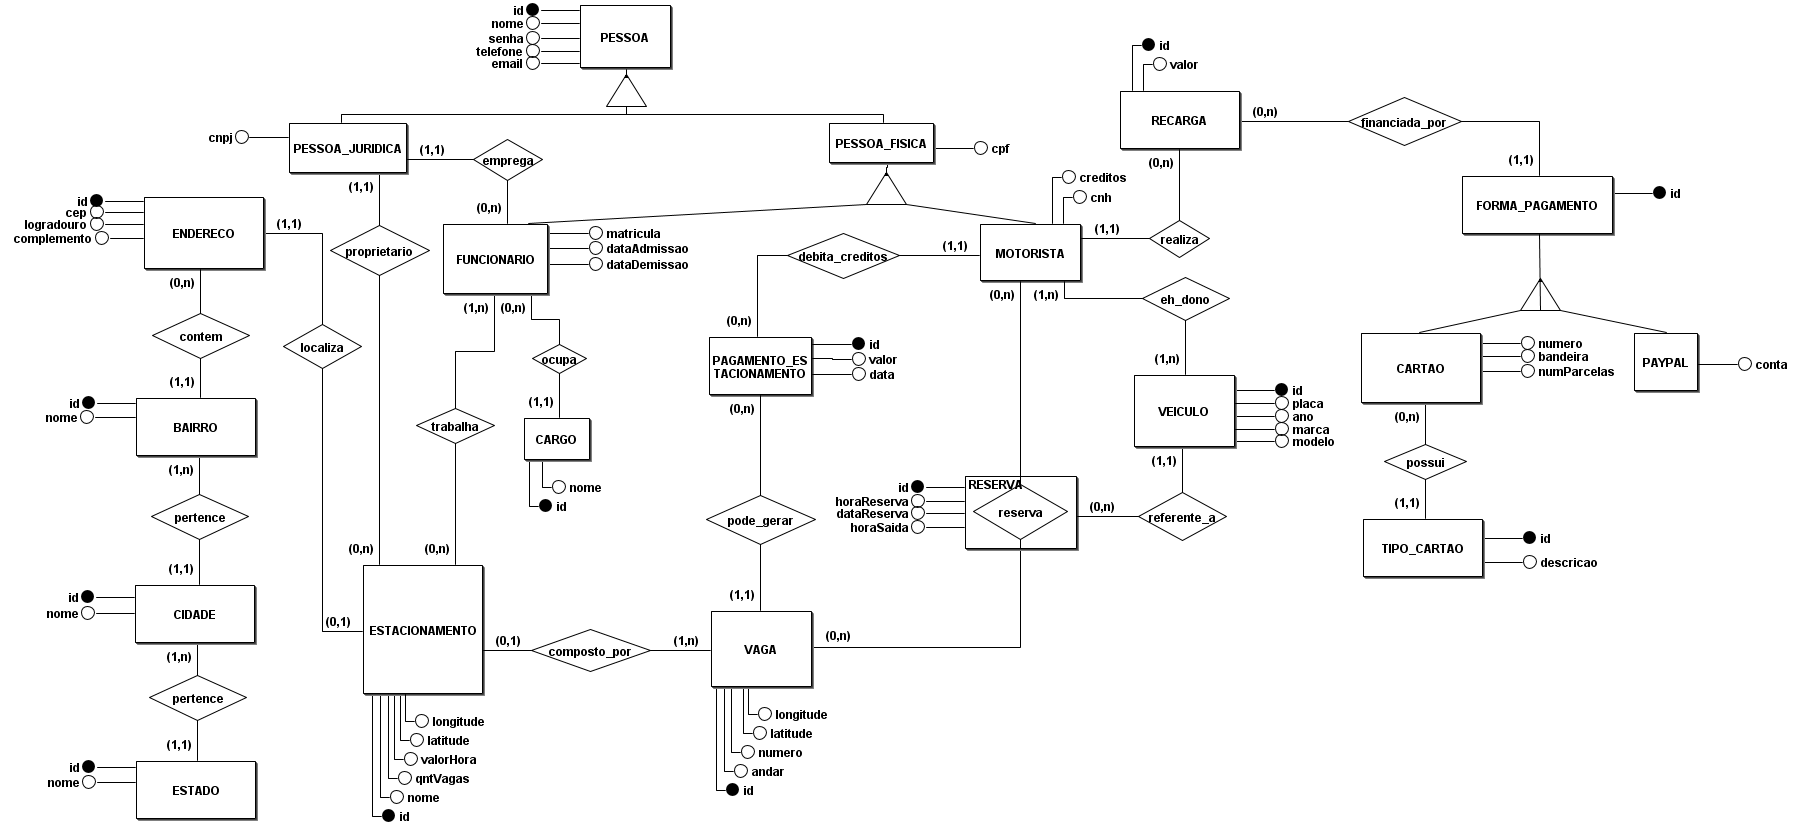 id
nome
senha
telefone
email
PESSOA
id
valor
RECARGA
(0,n)
financiada_por
(1,1)
(0,n)
cnpj
PESSOA_JURIDICA
(1,1)
emprega
(0,n)
(1,1)
PESSOA_FISICA
cpf
creditos
cnh
FORMA_PAGAMENTO
id
id
cep
logradouro
complemento
ENDERECO
(1,1)
proprietario
FUNCIONARIO
matricula
dataAdmissao
dataDemissao
debita_creditos
(1,1)
MOTORISTA
(1,1)
realiza
(0,n)
contem
(1,1)
localiza
(1,n)
(0,n)
ocupa
(1,1)
CARGO
nome
id
trabalha
(0,n)
PAGAMENTO_ES
TACIONAMENTO
id
valor
data
(0,n)
(0,n)
(1,n)
eh_dono
(1,n)
VEICULO
id
placa
ano
marca
modelo
(1,1)
CARTAO
numero
bandeira
numParcelas
PAYPAL
conta
(0,n)
possui
(1,1)
TIPO_CARTAO
id
descricao
id
nome
BAIRRO
(1,n)
pertence
(1,1)
pode_gerar
(1,1)
id
horaReserva
dataReserva
horaSaida
RESERVA
reserva
(0,n)
referente_a
(0,n)
(0,n)
id
nome
CIDADE
(1,n)
pertence
(1,1)
(0,1)
ESTACIONAMENTO
(0,1)
composto_por
(1,n)
VAGA
(0,n)
id
nome
ESTADO
longitude
latitude
valorHora
qntVagas
nome
id
longitude
latitude
numero
andar
id